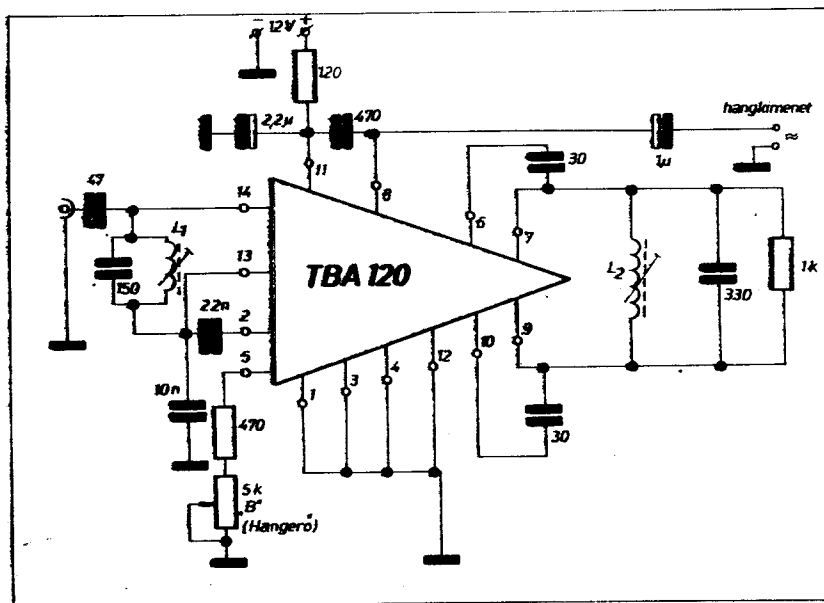 - 12V +
120
2,2µ
470
hangkimenet
≈
1µ
11
8
30
47
14
6
7
L1
13
TBA 120
L2
1k
150
22n
2
330
5
10
9
10n
1
3
4
12
470
30
5k
"B"
(Hangerő)